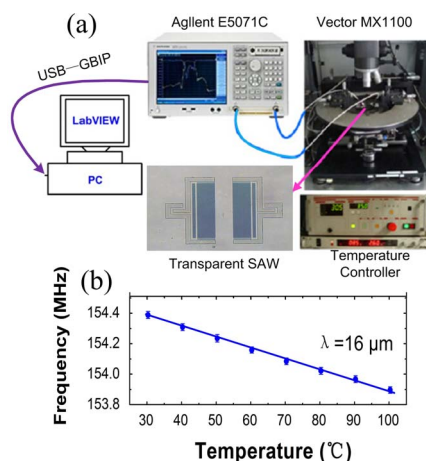 (a)
Agllent E5071C
Vector MX1100
USB—GBIP
LabVIEW
PC
Transparent SAW
Temperature
Controller
(b)
Frequency (MHz)
154.4
154.2
154.0
153.8
λ =16 μm
30 40 50 60 70 80 90 100
Temperature (℃)